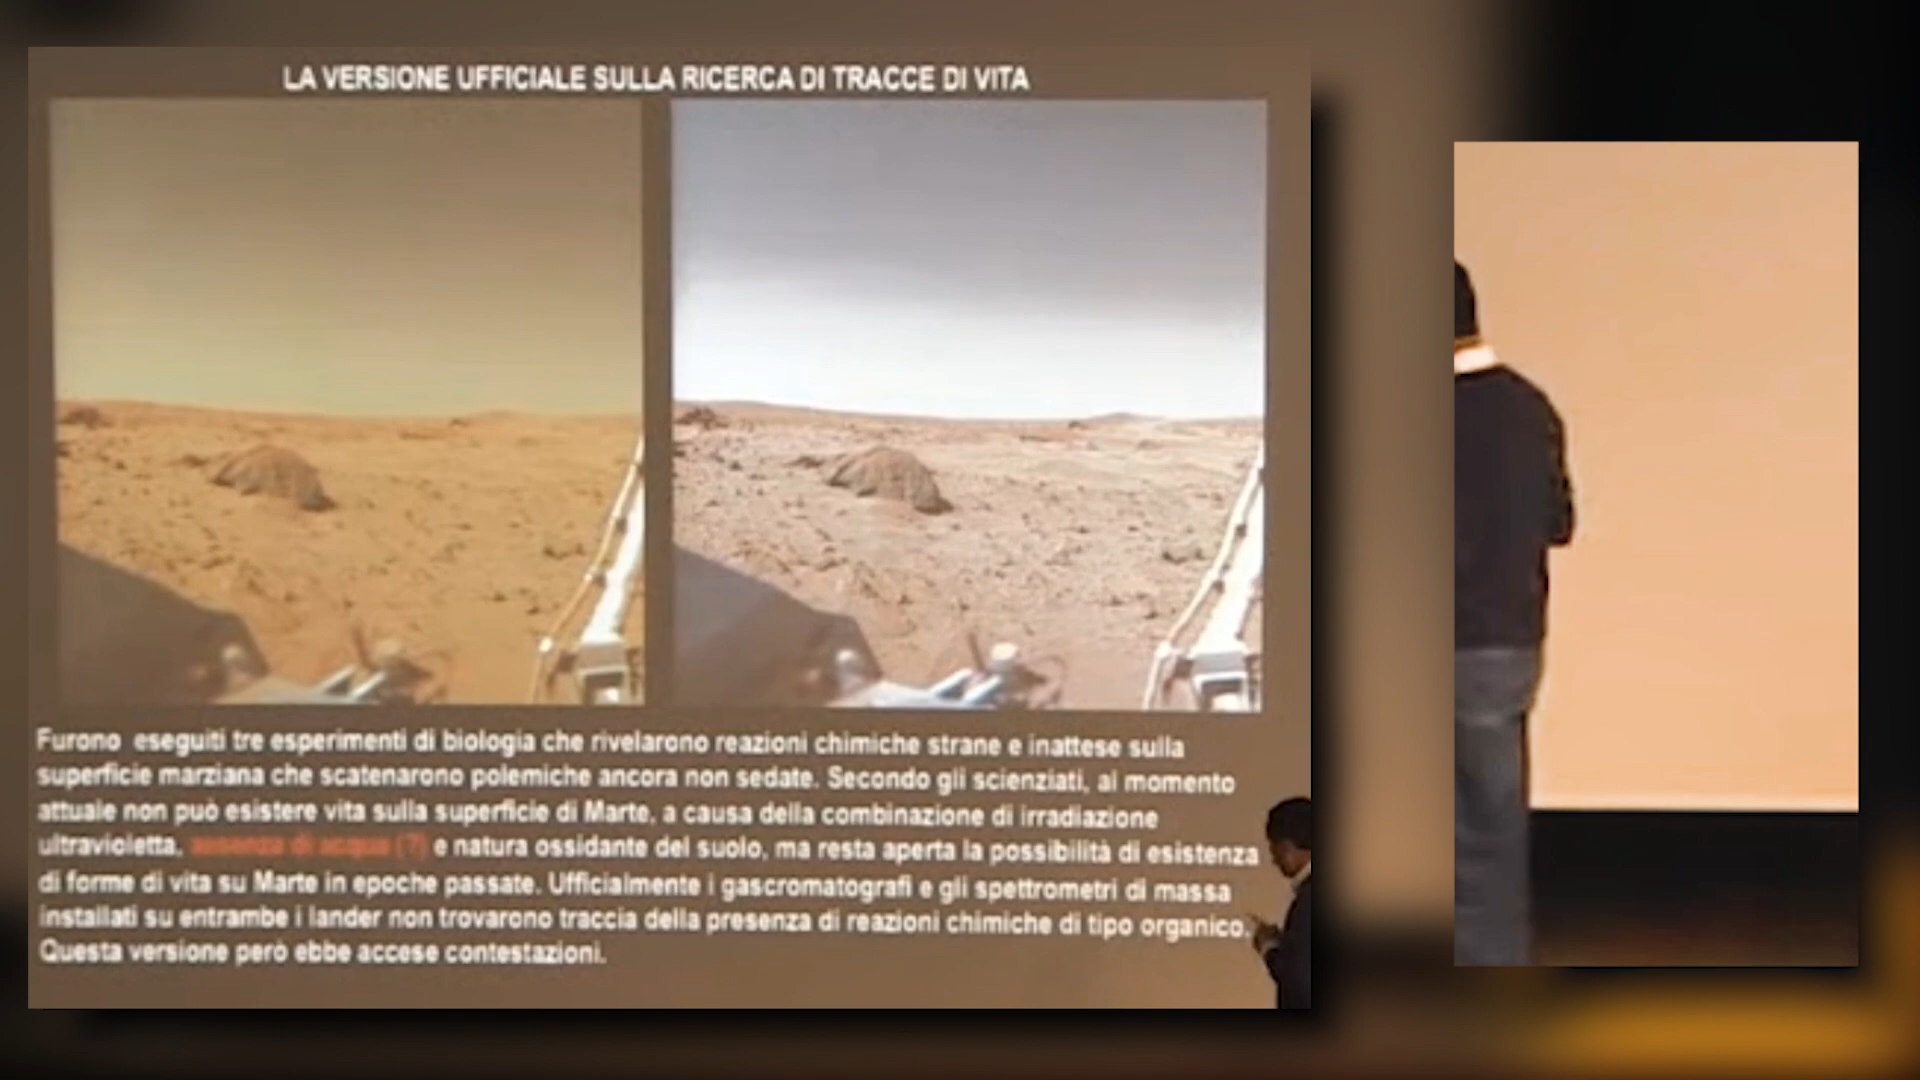 LA VERSIONE UFFICIALE SULLA RICERCA DI TRACCE DI VITA
Furono eseguiti tre esperimenti di biologia che rivelarono reazioni chimiche strane e inattese sulla
superficie marziana che scatenarono polemiche ancora non sedate. Secondo gli scienziati, al momento
attuale non può esistere vita sulla superficie di Marte, a causa della combinazione di irradiazione
ultravioletta, assenza di acqua (?) e natura ossidante del suolo, ma resta aperta la possibilità di esistenza
di forme di vita su Marte in epoche passate. Ufficialmente i gascromatografi e gli spettrometri di massa
installati su entrambe i lander non trovarono traccia della presenza di reazioni chimiche di tipo organico.
Questa versione però ebbe accese contestazioni.